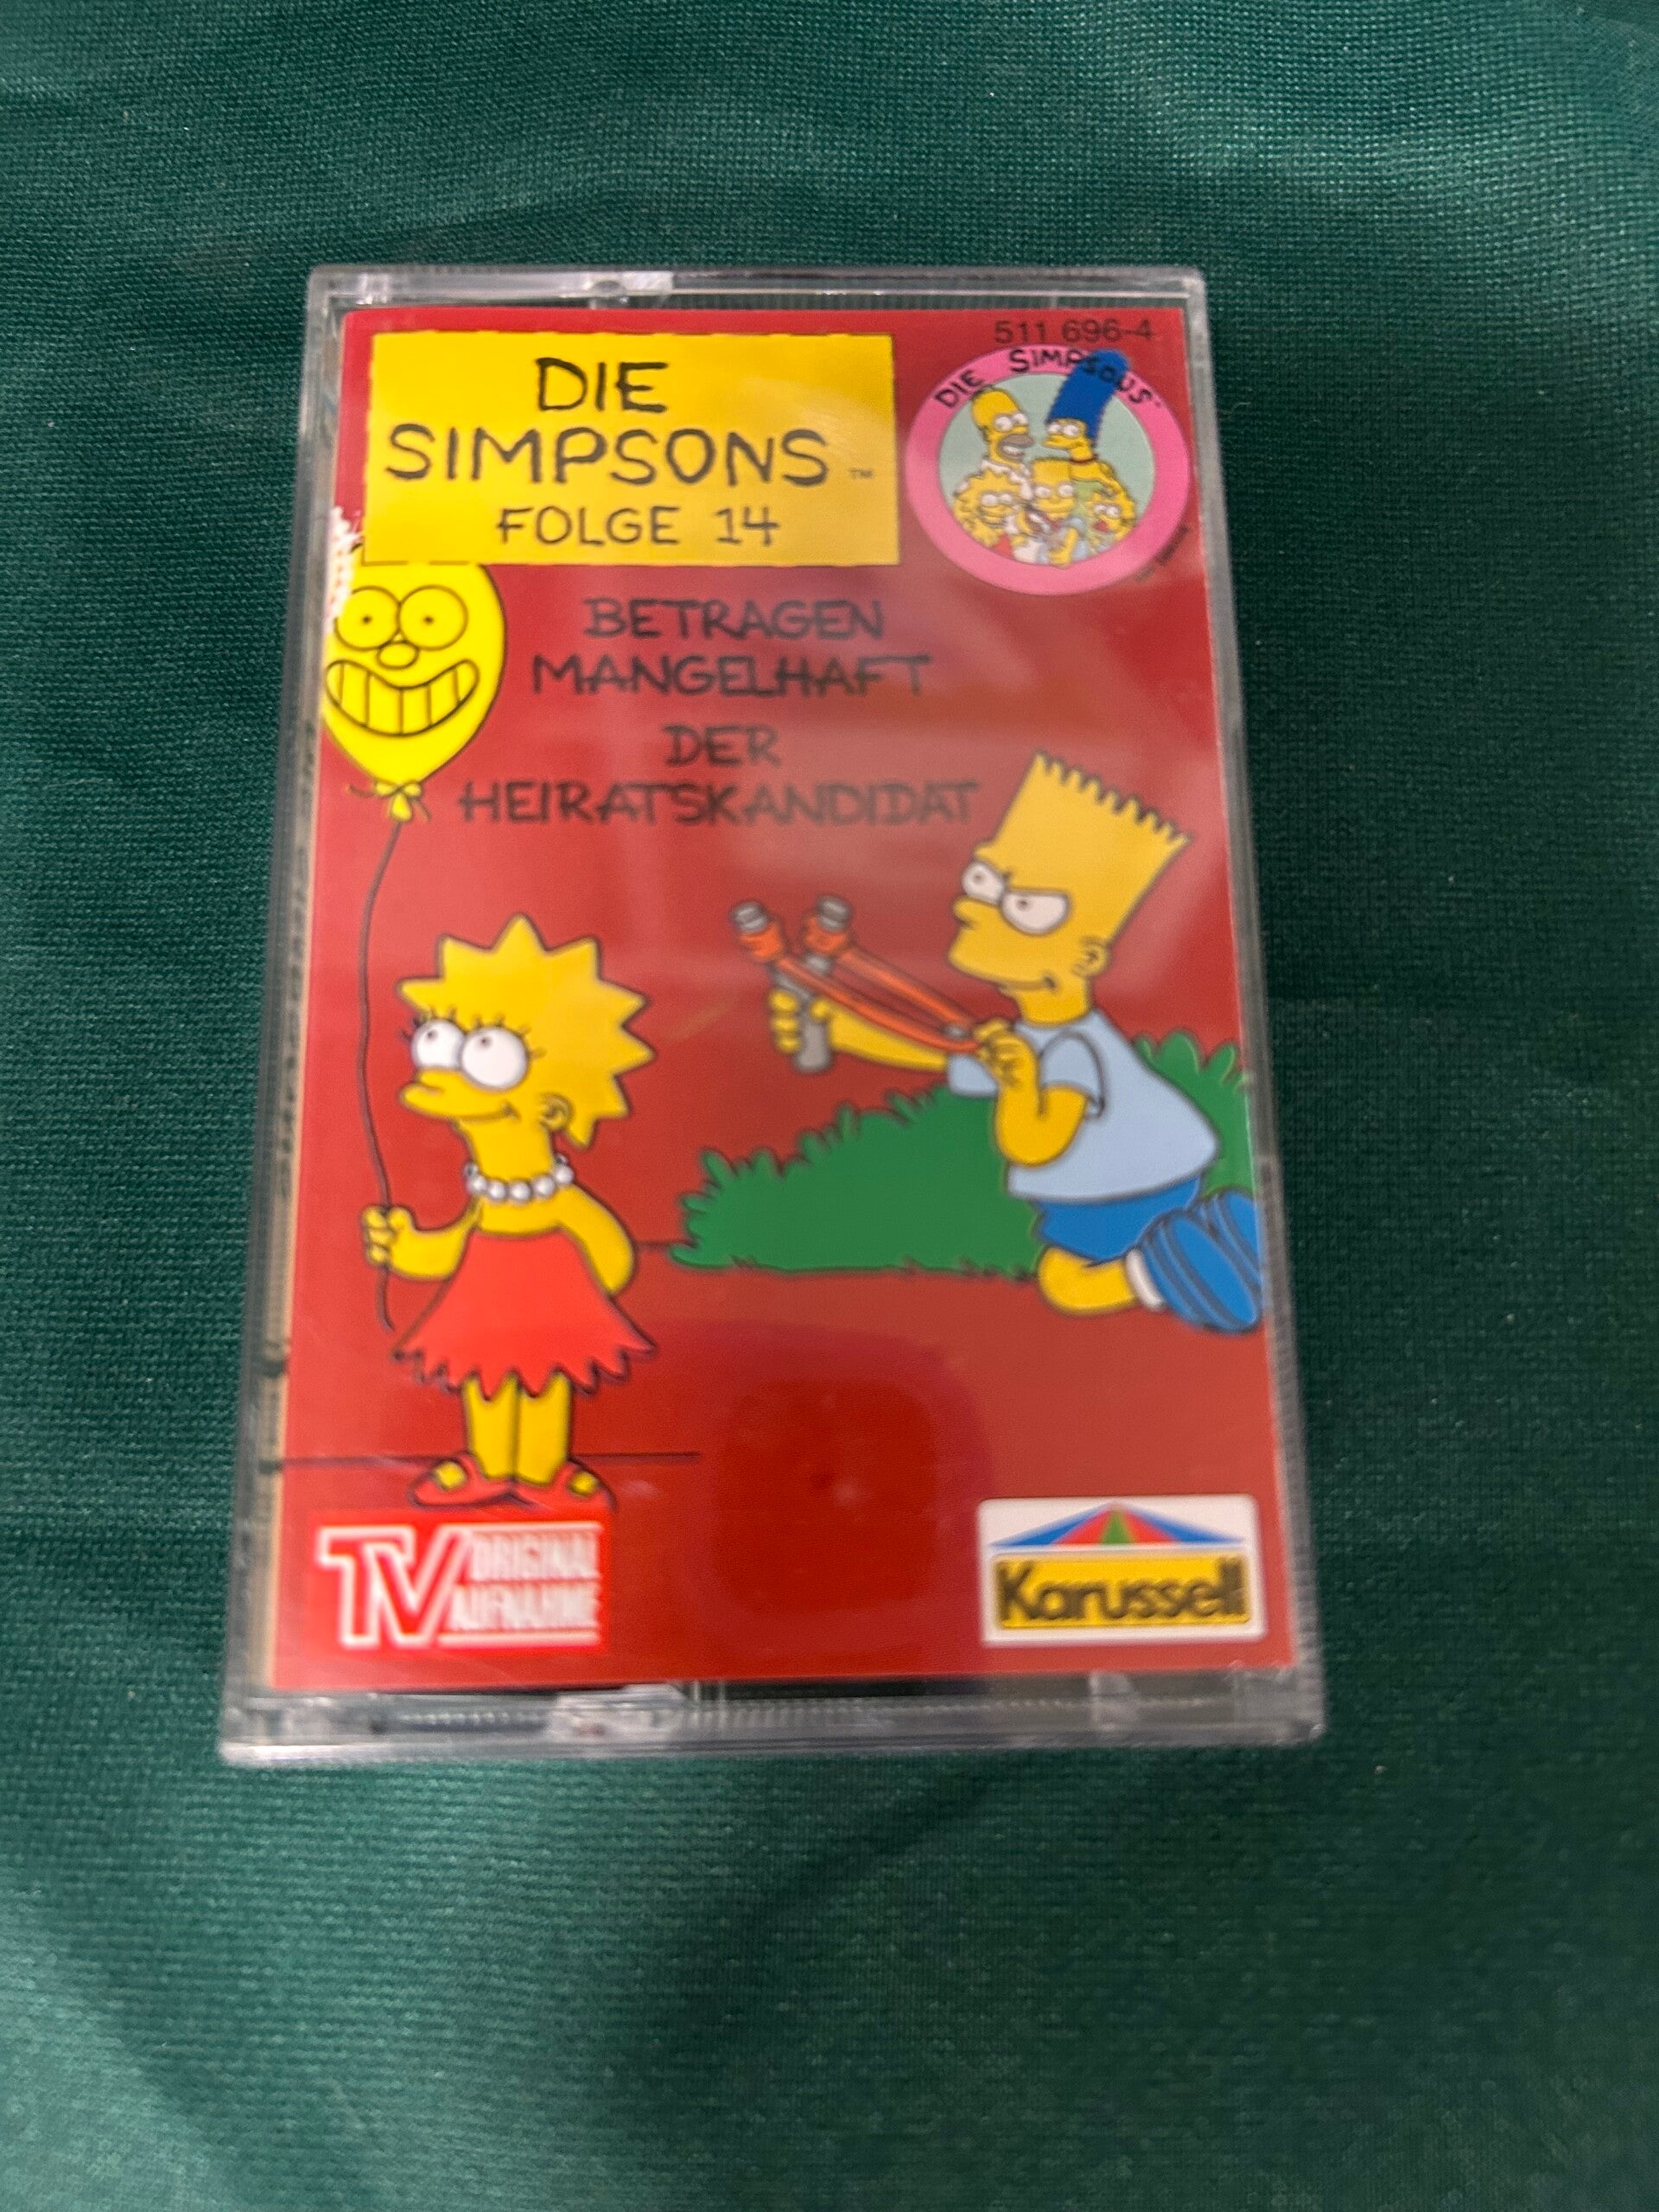 511 696-4
DIE
SIMPSONS™
FOLGE 14
DIE SIMPSONS
BETRAGEN
MANGELHAFT
DER
HEIRATSKANDIDAT
TV ORIGINAL
AUFNAHME
Karussell